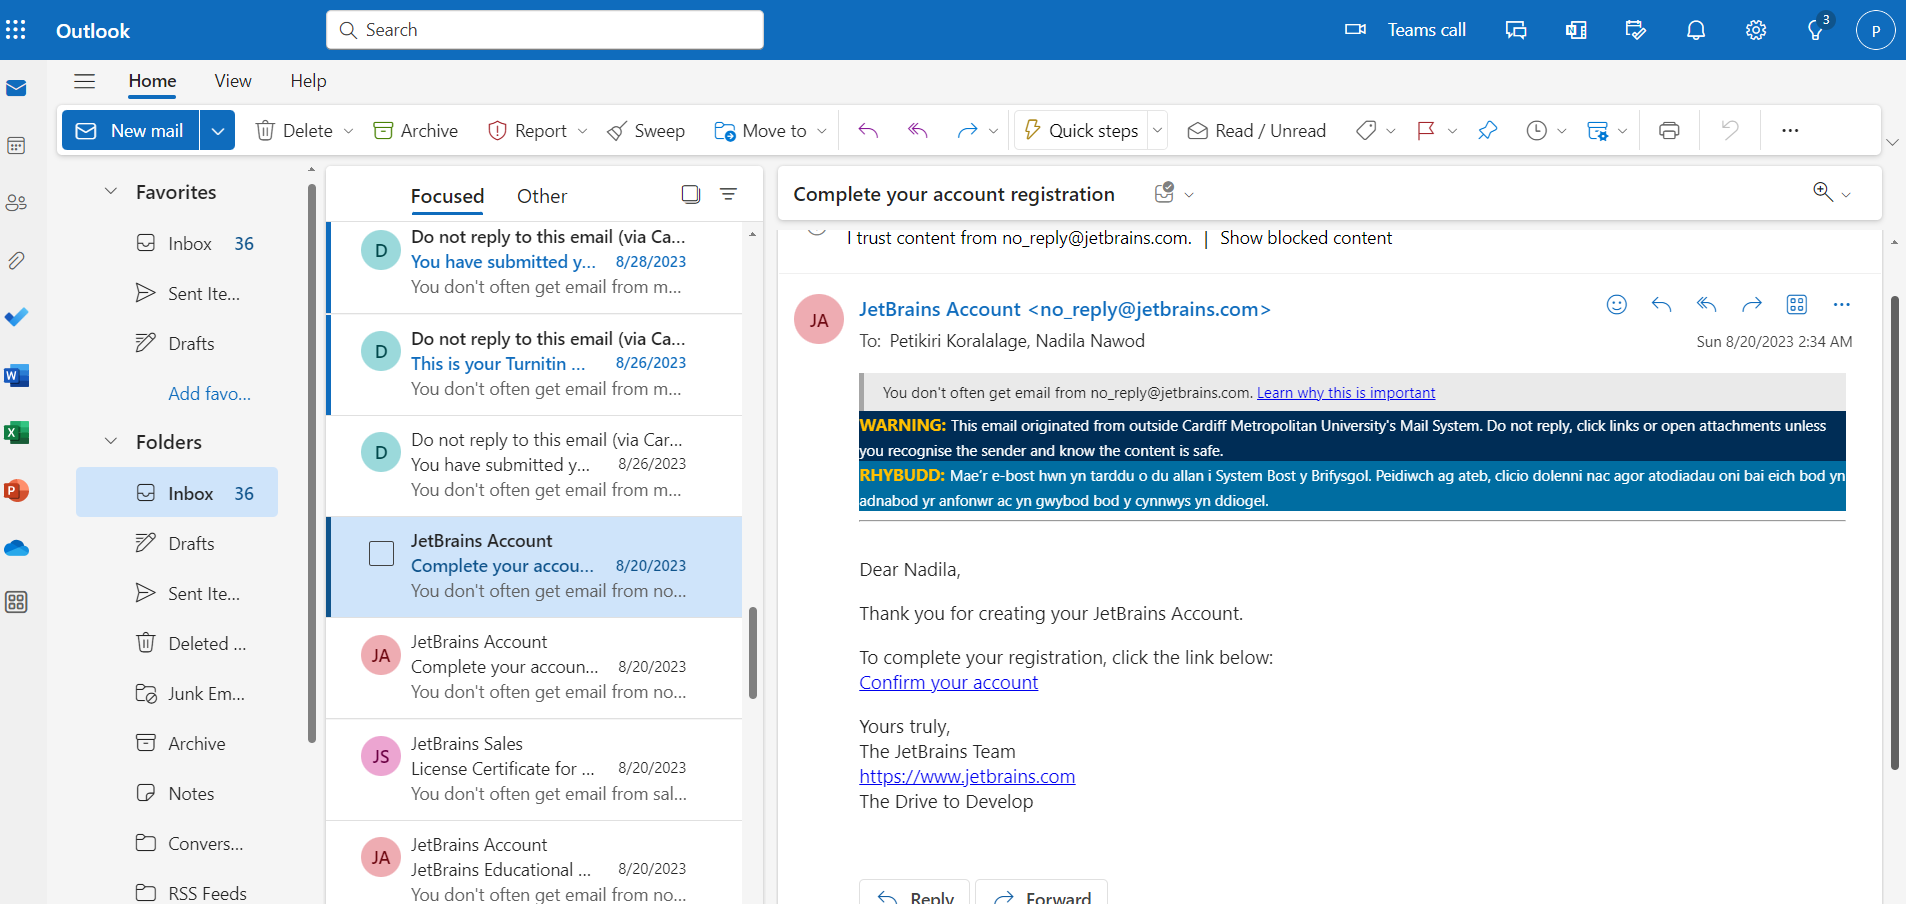 Outlook
Search
Teams call
3
P
Home View Help
New mail
Delete
Archive
Report
Sweep
Move to
Quick steps
Read / Unread
Favorites
Inbox 36
Sent Ite...
Drafts
Add favo...
Folders
Inbox 36
Drafts
Sent Ite...
Deleted ...
Junk Em...
Archive
Notes
Convers...
RSS Feeds
Focused Other
D
Do not reply to this email (via Ca...
You have submitted y... 8/28/2023
You don't often get email from m...
D
Do not reply to this email (via Ca...
This is your Turnitin ... 8/26/2023
You don't often get email from m...
D
Do not reply to this email (via Car...
You have submitted y... 8/26/2023
You don't often get email from m...
JetBrains Account
Complete your accou... 8/20/2023
You don't often get email from no...
JA
JetBrains Account
Complete your accoun... 8/20/2023
You don't often get email from no...
JS
JetBrains Sales
License Certificate for ... 8/20/2023
You don't often get email from sal...
JA
JetBrains Account
JetBrains Educational ... 8/20/2023
You don't often get email from no...
Complete your account registration
I trust content from no_reply@jetbrains.com. | Show blocked content
JA
JetBrains Account <no_reply@jetbrains.com>
To: Petikiri Koralalage, Nadila Nawod
Sun 8/20/2023 2:34 AM
You don't often get email from no_reply@jetbrains.com. Learn why this is important
WARNING: This email originated from outside Cardiff Metropolitan University's Mail System. Do not reply, click links or open attachments unless
you recognise the sender and know the content is safe.
RHYBUDD: Mae’r e-bost hwn yn tarddu o du allan i System Bost y Brifysgol. Peidiwch ag ateb, clicio dolenni nac agor atodiadau oni bai eich bod yn
adnabod yr anfonwr ac yn gwybod bod y cynnwys yn ddiogel.
Dear Nadila,
Thank you for creating your JetBrains Account.
To complete your registration, click the link below:
Confirm your account
Yours truly,
The JetBrains Team
https://www.jetbrains.com
The Drive to Develop
Reply
Forward